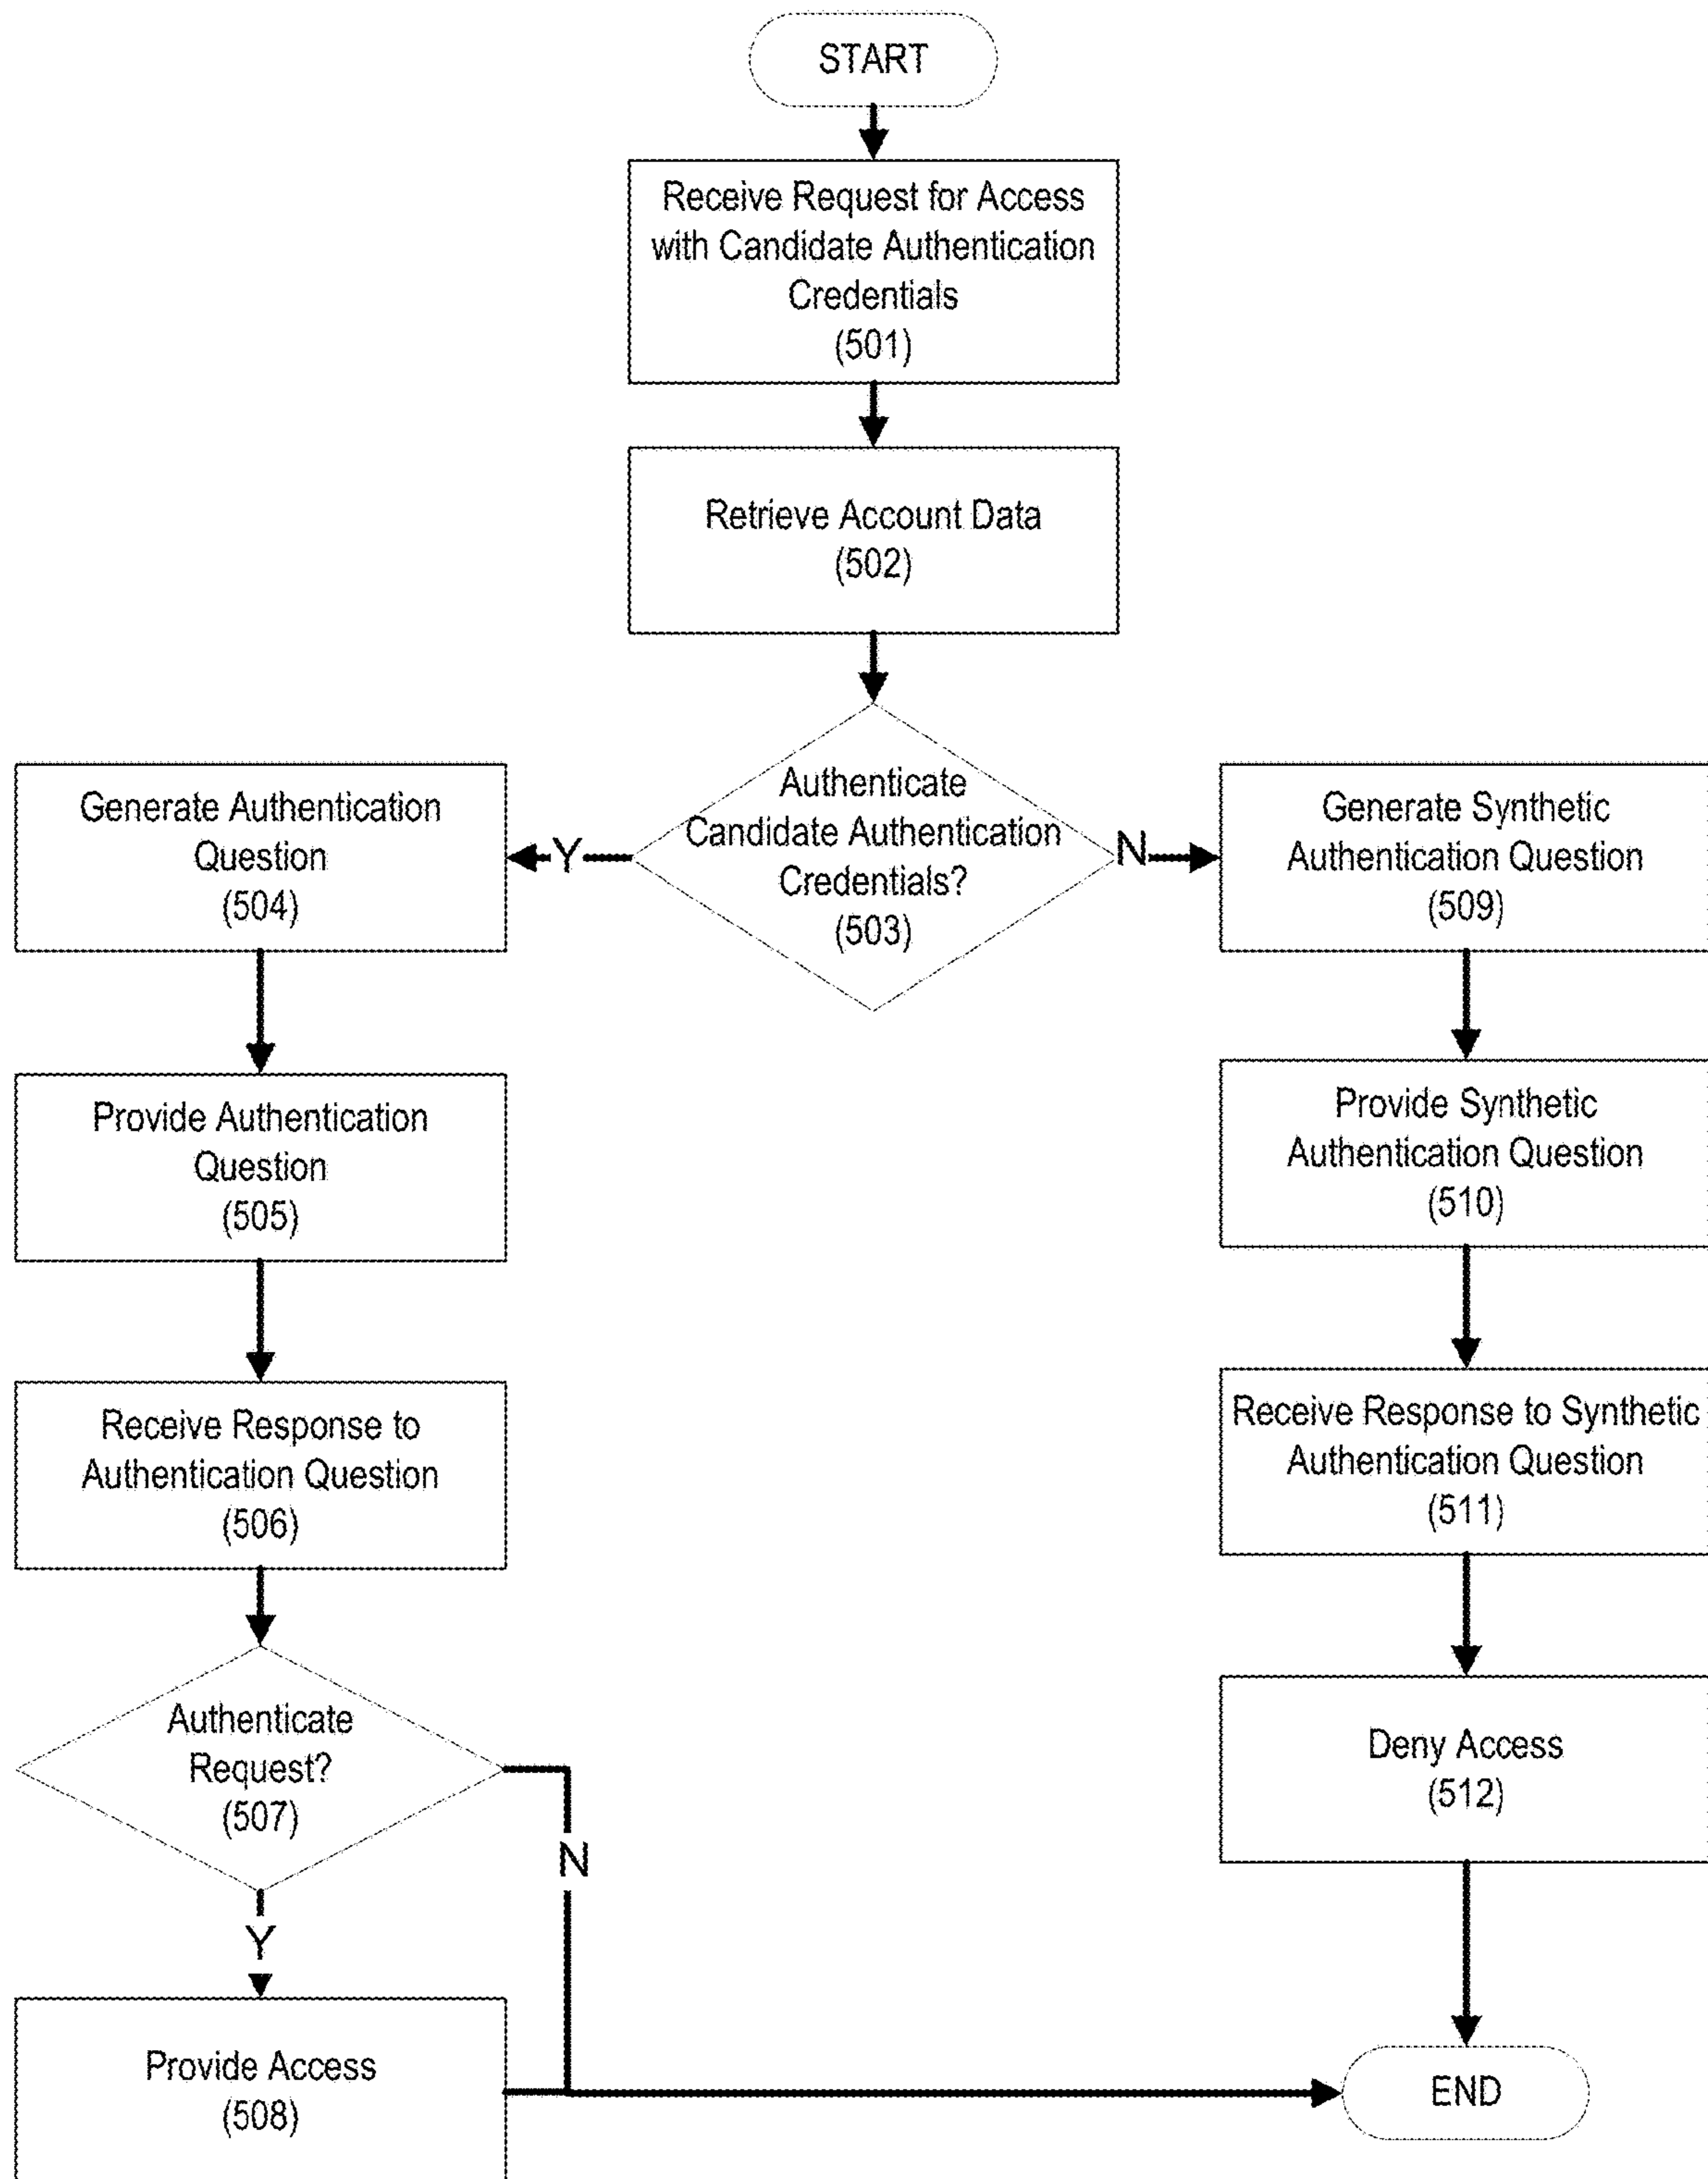 START
Receive Request for Access
with Candidate Authentication
Credentials
(501)
Retrieve Account Data
(502)
Authenticate
Candidate Authentication
Credentials?
(503)
Y
N
Generate Authentication
Question
(504)
Provide Authentication
Question
(505)
Receive Response to
Authentication Question
(506)
Authenticate
Request?
(507)
N
Y
Provide Access
(508)
Generate Synthetic
Authentication Question
(509)
Provide Synthetic
Authentication Question
(510)
Receive Response to Synthetic
Authentication Question
(511)
Deny Access
(512)
END